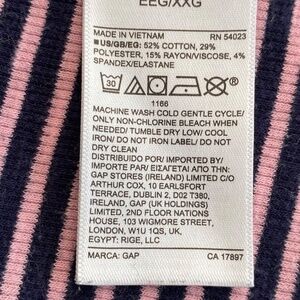 EEG/XXG
MADE IN VIETNAM RN 54023
■US/GB/EG: 52% COTTON, 29%
POLYESTER, 15% RAYON/VISCOSE, 4%
SPANDEX/ELASTANE
30
1166
MACHINE WASH COLD GENTLE CYCLE/
ONLY NON-CHLORINE BLEACH WHEN
NEEDED/ TUMBLE DRY LOW/ COOL
IRON/ DO NOT IRON LABEL/ DO NOT
DRY CLEAN
DISTRIBUIDO POR/ IMPORTED BY/
IMPORTE PAR/ ΕΙΣΑΓΕΤΑΙ ΑΠΟ ΤΗΝ:
GAP STORES (IRELAND) LIMITED C/O
ARTHUR COX, 10 EARLSFORT
TERRACE, DUBLIN 2, D02 T380,
IRELAND, GAP (UK HOLDINGS)
LIMITED, 2ND FLOOR NATIONS
HOUSE, 103 WIGMORE STREET,
LONDON, W1U 1QS, UK,
EGYPT: RIGE, LLC
MARCA: GAP CA 17897